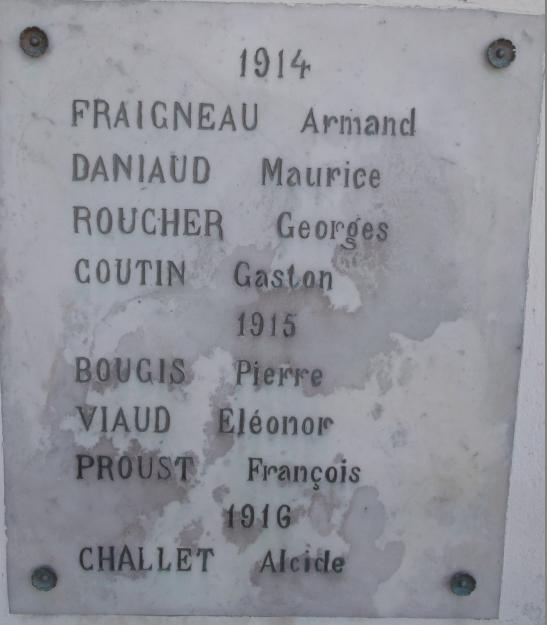 1914
FRAIGNEAU Armand
DANIAUD Maurice
ROUCHER Georges
COUTIN Gaston
1915
BOUGIS Pierre
VIAUD Eléonor
PROUST François
1916
CHALLET Alcide